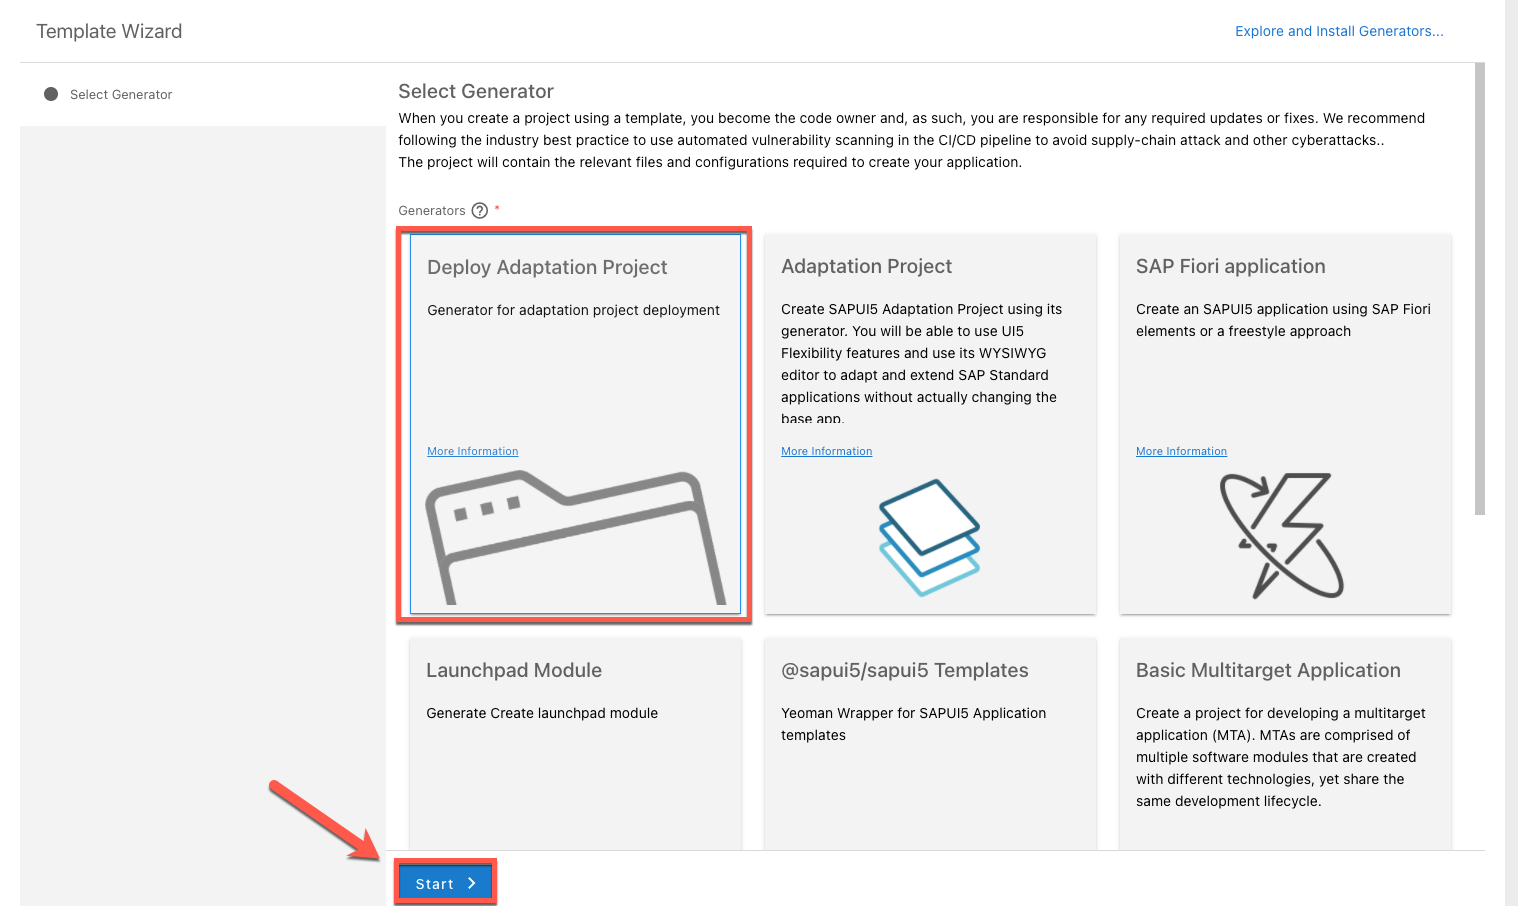 Template Wizard
Explore and Install Generators...
Select Generator
Select Generator
When you create a project using a template, you become the code owner and, as such, you are responsible for any required updates or fixes. We recommend
following the industry best practice to use automated vulnerability scanning in the CI/CD pipeline to avoid supply-chain attack and other cyberattacks..
The project will contain the relevant files and configurations required to create your application.
Generators ? *
Deploy Adaptation Project
Generator for adaptation project deployment
More Information
Adaptation Project
Create SAPUI5 Adaptation Project using its
generator. You will be able to use UI5
Flexibility features and use its WYSIWYG
editor to adapt and extend SAP Standard
applications without actually changing the
base app.
More Information
SAP Fiori application
Create an SAPUI5 application using SAP Fiori
elements or a freestyle approach
More Information
Launchpad Module
Generate Create launchpad module
@sapui5/sapui5 Templates
Yeoman Wrapper for SAPUI5 Application
templates
Basic Multitarget Application
Create a project for developing a multitarget
application (MTA). MTAs are comprised of
multiple software modules that are created
with different technologies, yet share the
same development lifecycle.
Start